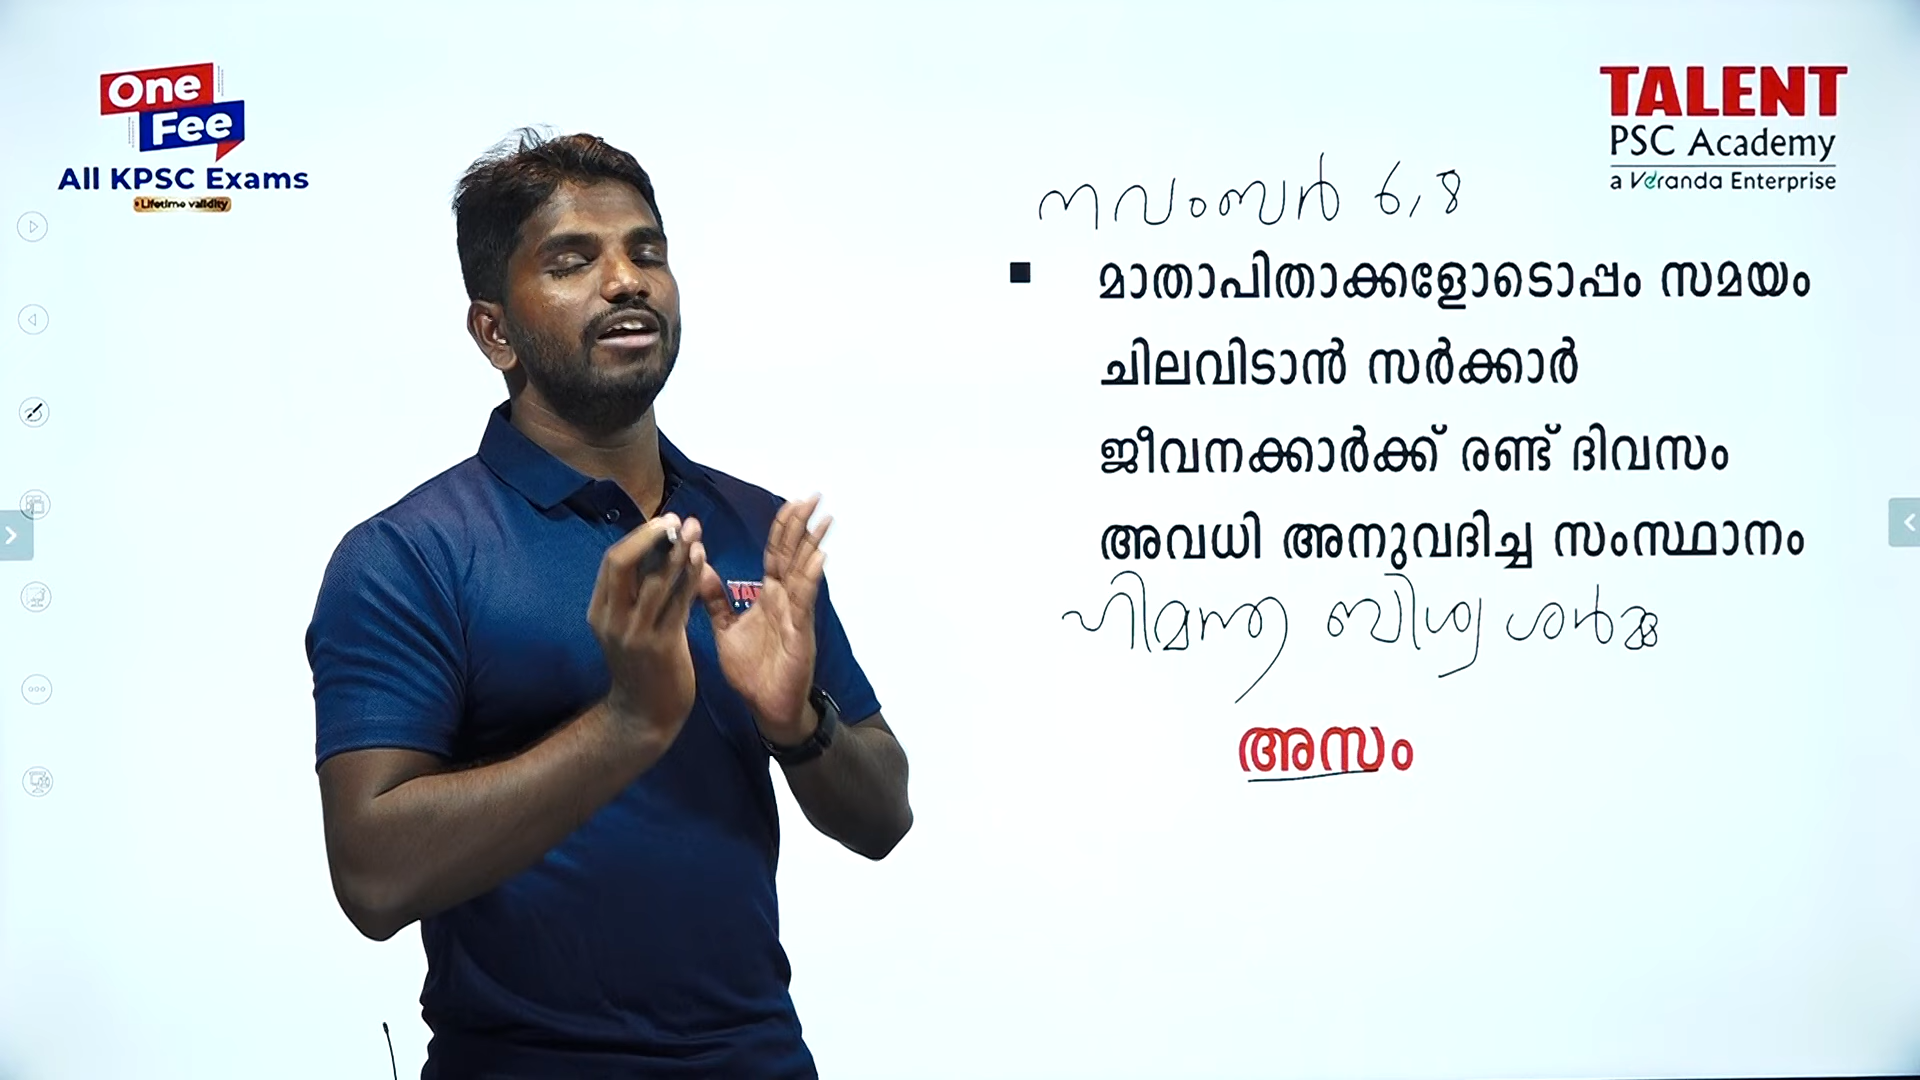 One
Fee
All KPSC Exams
Lifetime validity
TALENT
PSC Academy
a Veranda Enterprise
നവംബർ 6,8
▪ മാതാപിതാക്കളോടൊപ്പം സമയം
ചിലവിടാൻ സർക്കാർ
ജീവനക്കാർക്ക് രണ്ട് ദിവസം
അവധി അനുവദിച്ച സംസ്ഥാനം
ഹിമന്ത ബിശ്വ ശർമ്മ
അസം